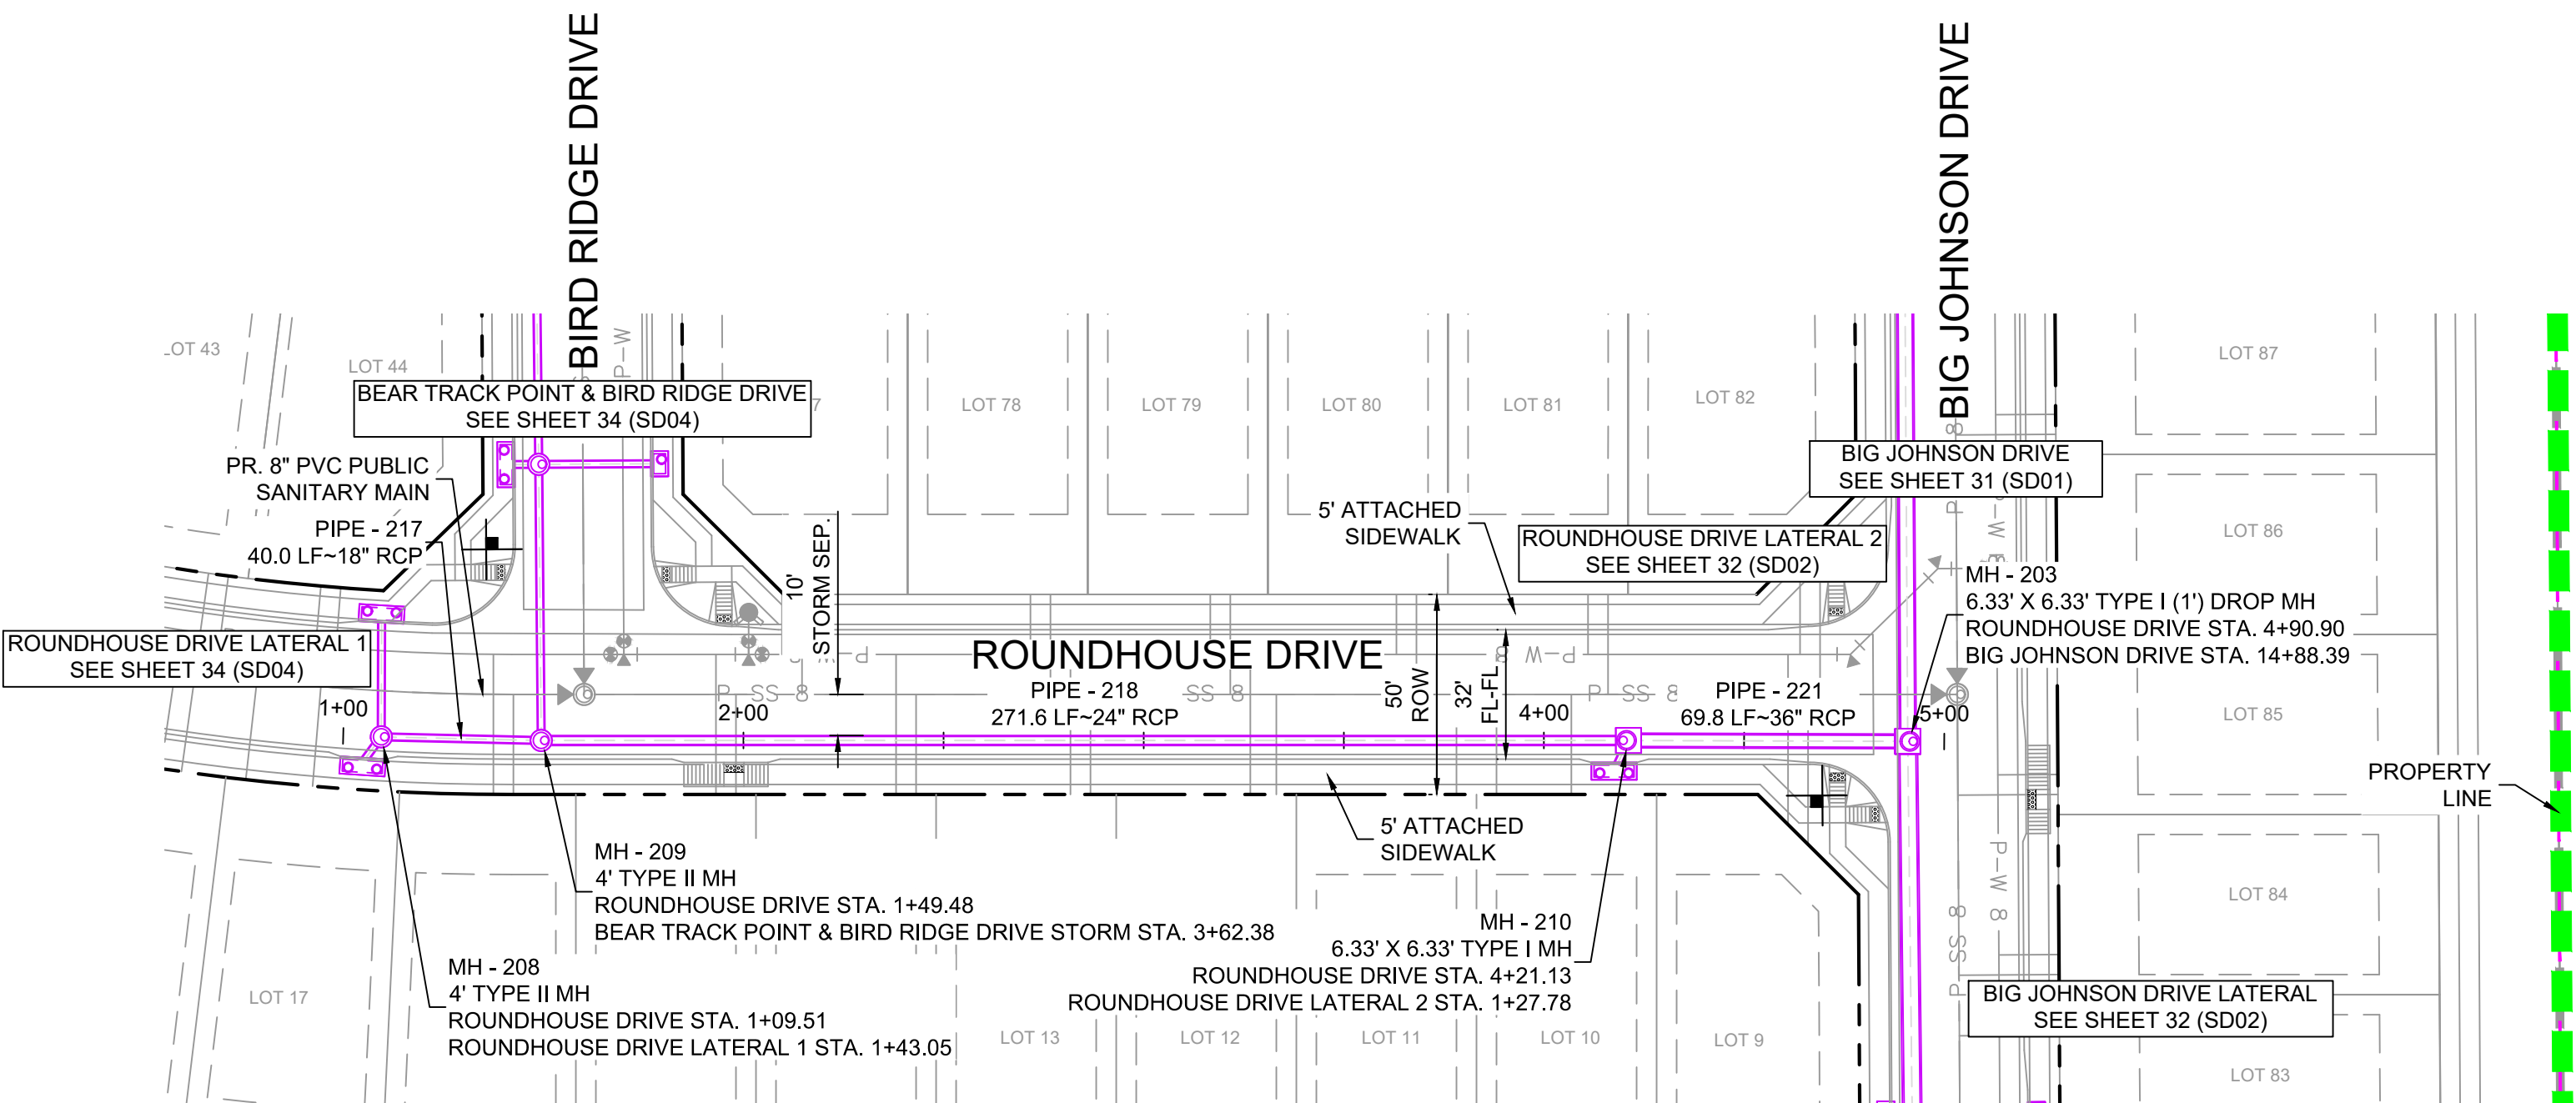 BIRD RIDGE DRIVE
BIG JOHNSON DRIVE
LOT 44
LOT 78
LOT 79
LOT 80
LOT 81
LOT 82
LOT 87
P-W
BEAR TRACK POINT & BIRD RIDGE DRIVE
SEE SHEET 34 (SD04)
PR. 8" PVC PUBLIC
SANITARY MAIN
PIPE - 217
40.0 LF~18" RCP
10'
STORM SEP.
5' ATTACHED
SIDEWALK
BIG JOHNSON DRIVE
SEE SHEET 31 (SD01)
ROUNDHOUSE DRIVE LATERAL 2
SEE SHEET 32 (SD02)
LOT 86
MH - 203
6.33' X 6.33' TYPE I (1') DROP MH
ROUNDHOUSE DRIVE STA. 4+90.90
BIG JOHNSON DRIVE STA. 14+88.39
ROUNDHOUSE DRIVE LATERAL 1
SEE SHEET 34 (SD04)
ROUNDHOUSE DRIVE
P-W 8
P SS 8
SS 8
P SS 8
50'
ROW
32'
FL-FL
PIPE - 218
271.6 LF~24" RCP
PIPE - 221
69.8 LF~36" RCP
1+00
2+00
4+00
5+00
LOT 85
PROPERTY
LINE
5' ATTACHED
SIDEWALK
MH - 209
4' TYPE II MH
ROUNDHOUSE DRIVE STA. 1+49.48
BEAR TRACK POINT & BIRD RIDGE DRIVE STORM STA. 3+62.38
MH - 210
6.33' X 6.33' TYPE I MH
ROUNDHOUSE DRIVE STA. 4+21.13
ROUNDHOUSE DRIVE LATERAL 2 STA. 1+27.78
P-W 8
P SS 8
LOT 84
MH - 208
4' TYPE II MH
ROUNDHOUSE DRIVE STA. 1+09.51
ROUNDHOUSE DRIVE LATERAL 1 STA. 1+43.05
BIG JOHNSON DRIVE LATERAL
SEE SHEET 32 (SD02)
LOT 17
LOT 13
LOT 12
LOT 11
LOT 10
LOT 9
LOT 83